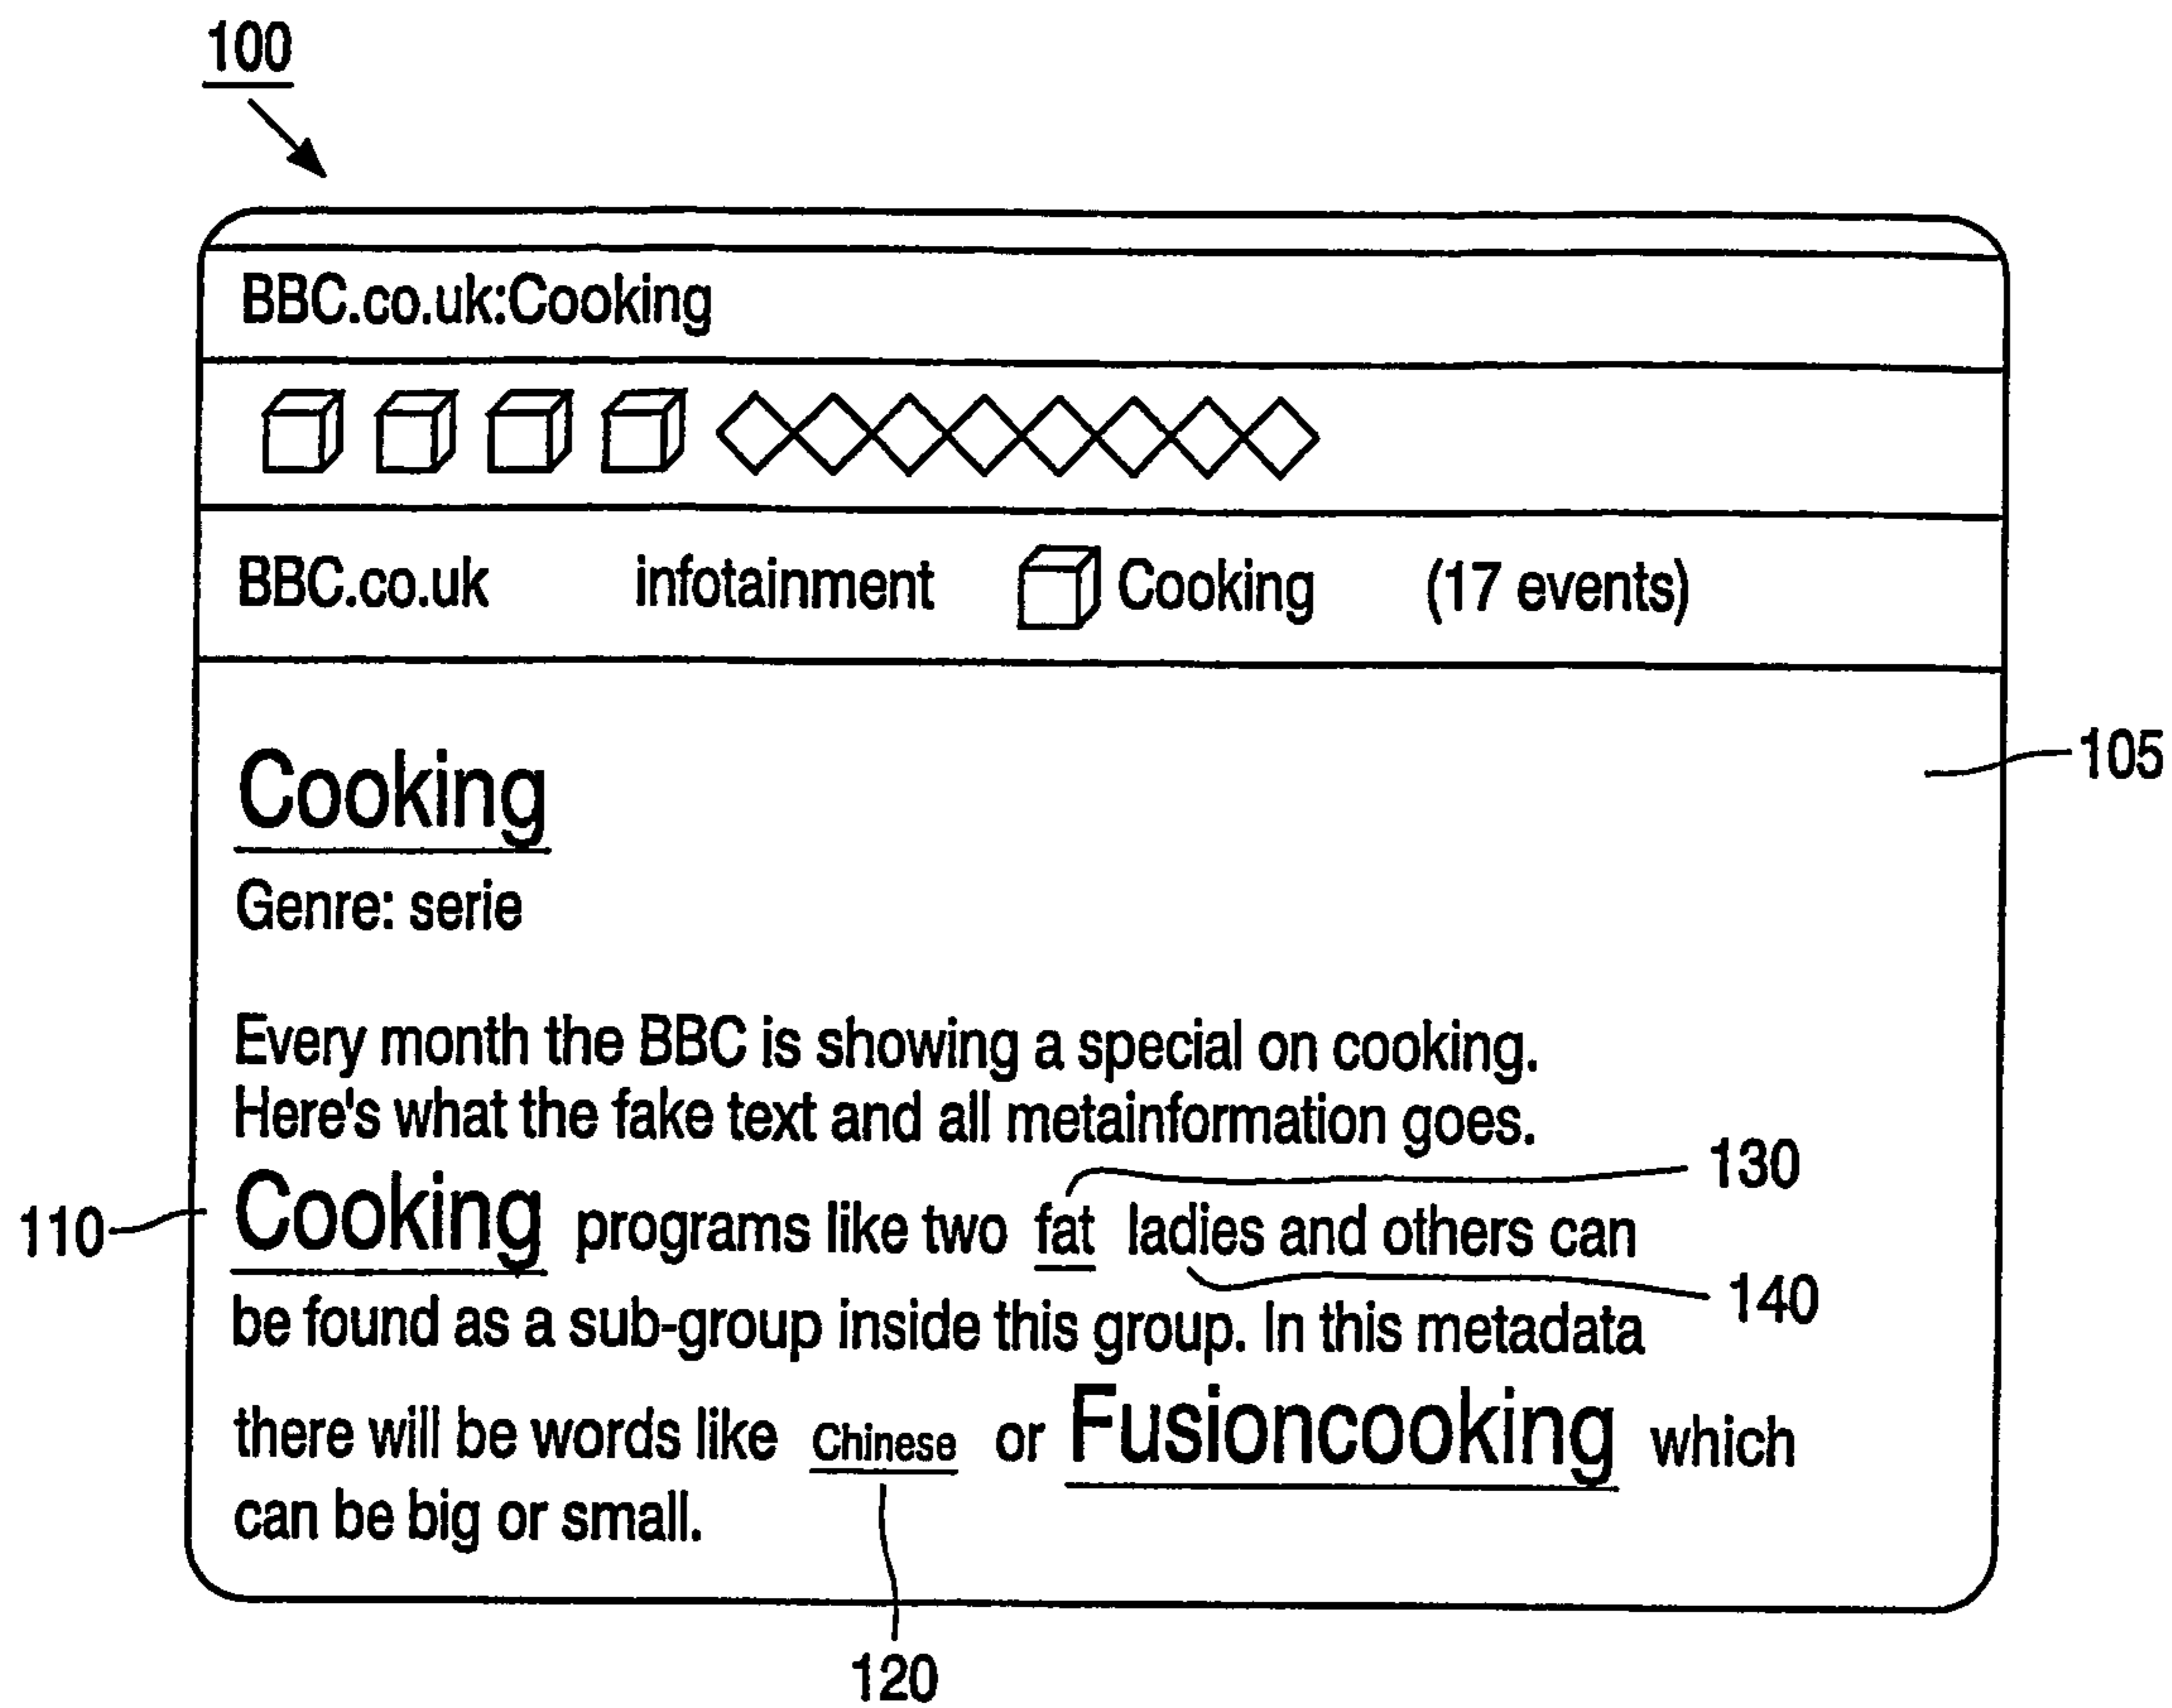 100
BBC.co.uk:Cooking
BBC.co.uk infotainment Cooking (17 events)
105
Cooking
Genre: serie
Every month the BBC is showing a special on cooking.
Here's what the fake text and all metainformation goes.
130
110 Cooking programs like two fat ladies and others can
140
be found as a sub-group inside this group. In this metadata
there will be words like Chinese or Fusioncooking which
can be big or small.
120